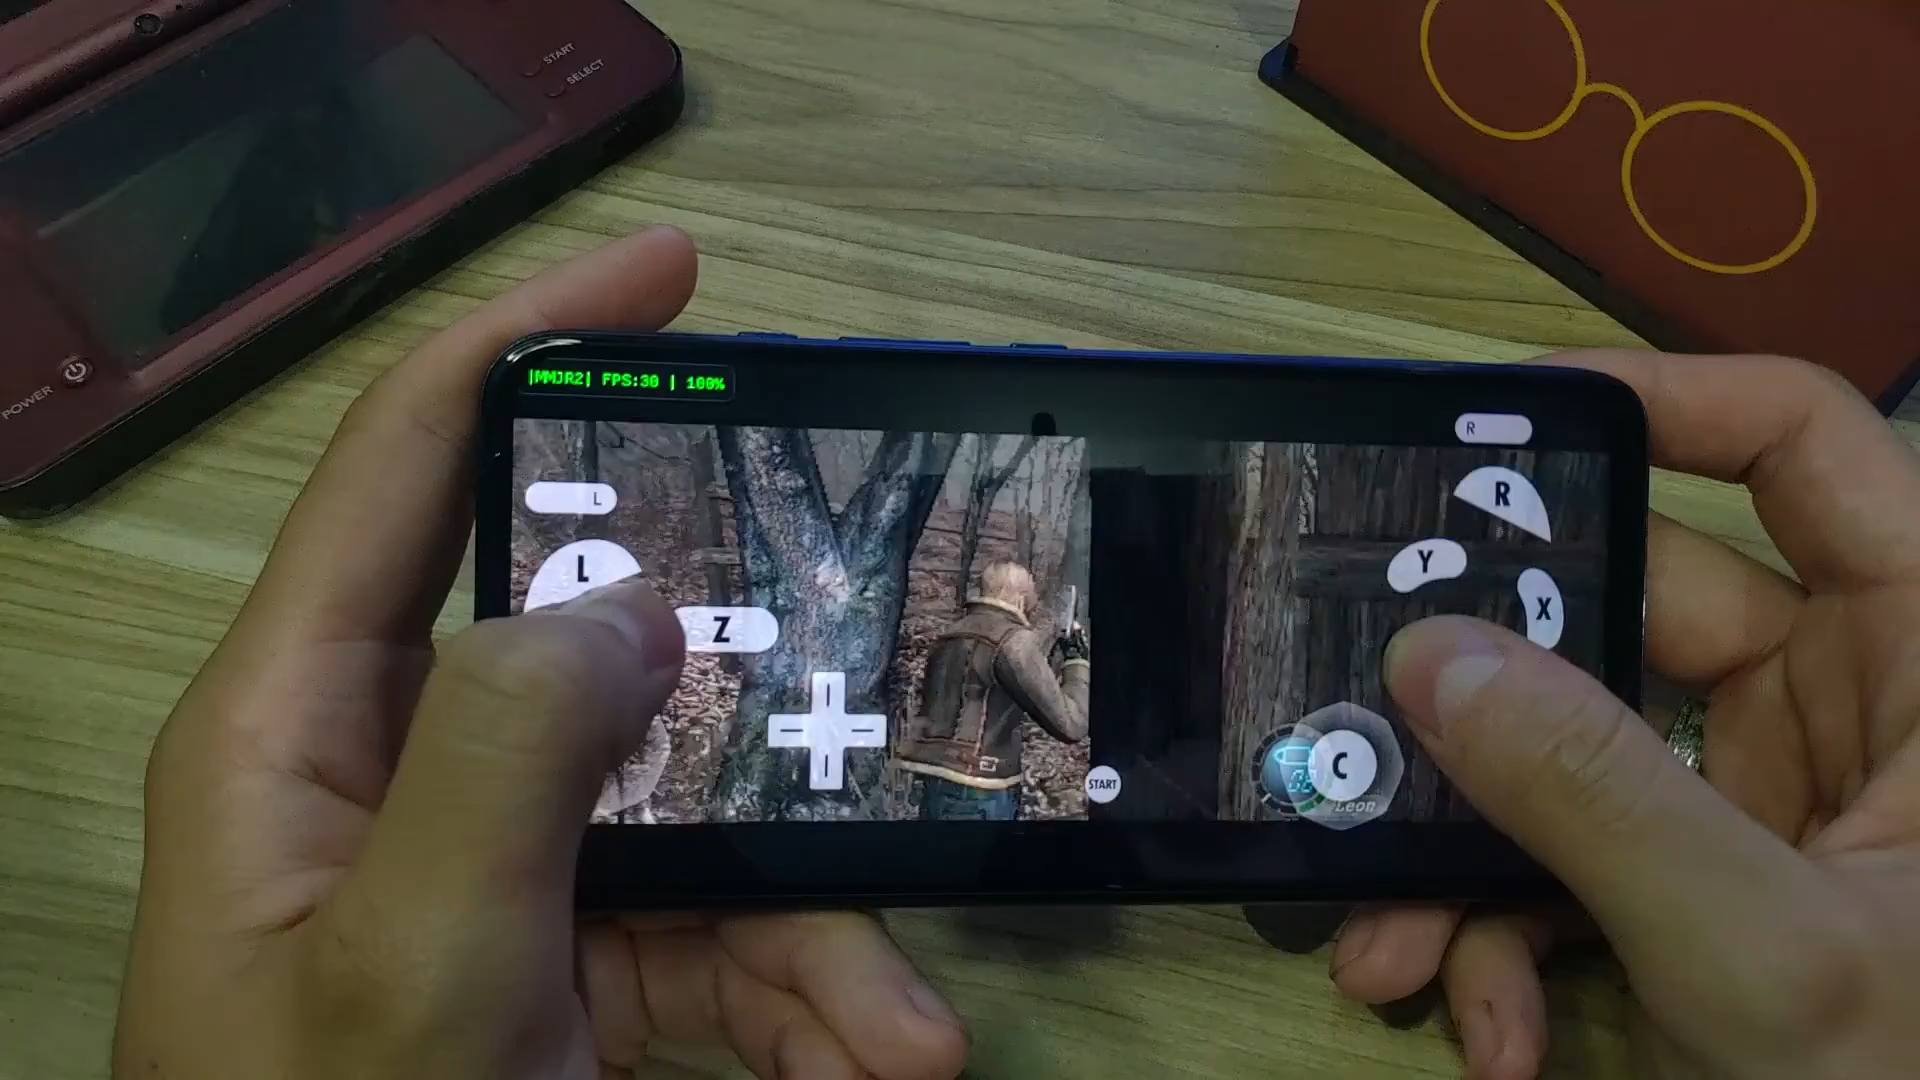 START
SELECT
POWER
|MMJR2| FPS:30 | 100%
R
L
R
L
Y
X
Z
START
C
Leon